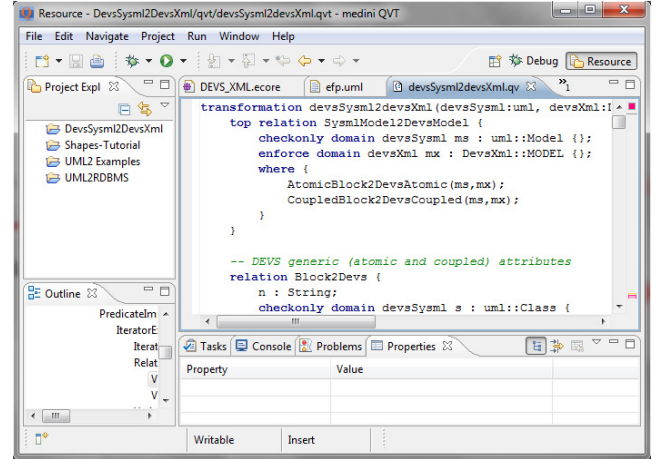 Resource - DevsSysml2DevsXml/qvt/devsSysml2devsXml.qvt - medini QVT
File Edit Navigate Project Run Window Help
Debug Resource
Project Expl
DEVS_XML.ecore efp.uml devsSysml2devsXml.qv »1
DevsSysml2DevsXml
Shapes-Tutorial
UML2 Examples
UML2RDBMS
transformation devsSysml2devsXml(devsSysml:uml, devsXml:
top relation SysmlModel2DevsModel {
checkonly domain devsSysml ms : uml::Model {};
enforce domain devsXml mx : DevsXml::MODEL {};
where {
AtomicBlock2DevsAtomic(ms,mx);
CoupledBlock2DevsCoupled(ms,mx);
}
}
-- DEVS generic (atomic and coupled) attributes
relation Block2Devs {
n : String;
checkonly domain devsSysml s : uml::Class {
Outline
PredicateIm
IteratorE
Iterat
Relat
V
V
Tasks Console Problems Properties
Property Value
Writable Insert